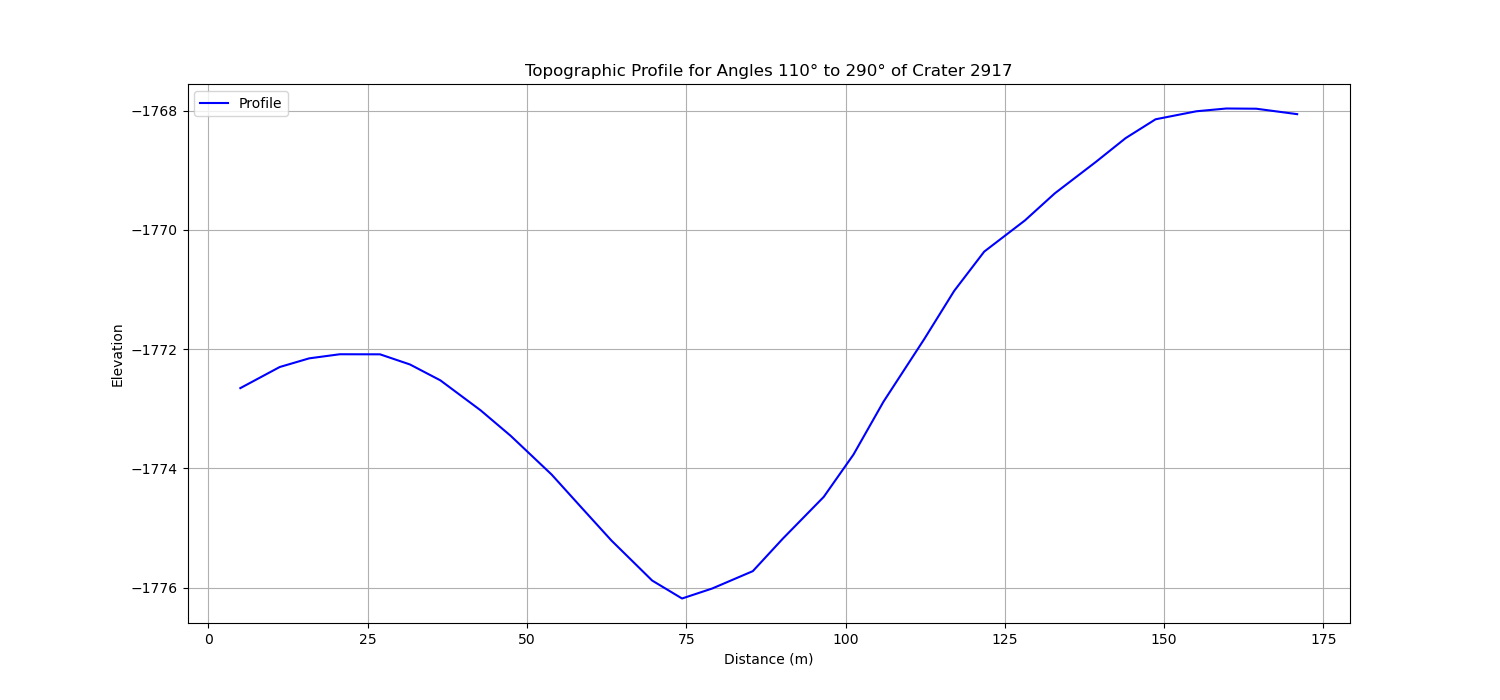 Topographic Profile for Angles 110° to 290° of Crater 2917
Profile
−1768
−1770
−1772
−1774
−1776
Elevation
0 25 50 75 100 125 150 175
Distance (m)